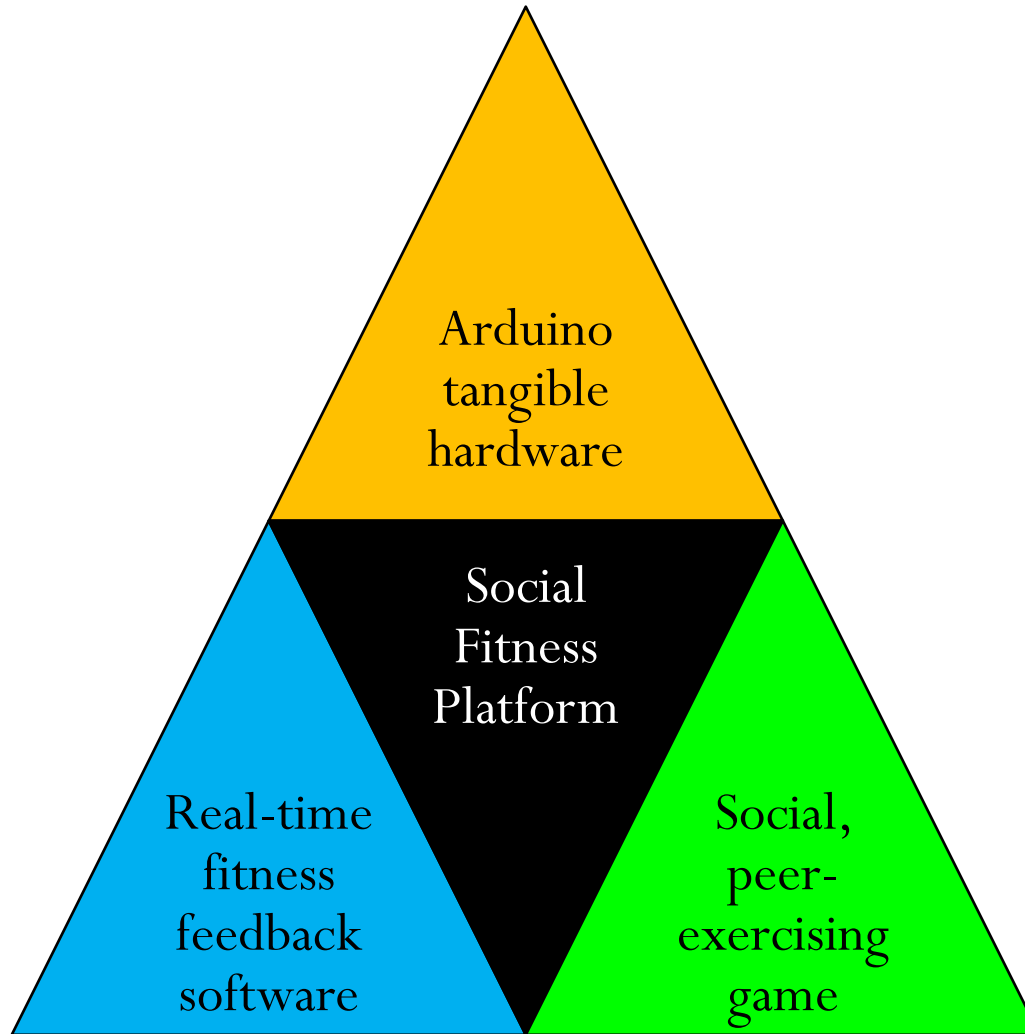 Arduino
tangible
hardware
Social
Fitness
Platform
Real-time
fitness
feedback
software
Social,
peer-
exercising
game